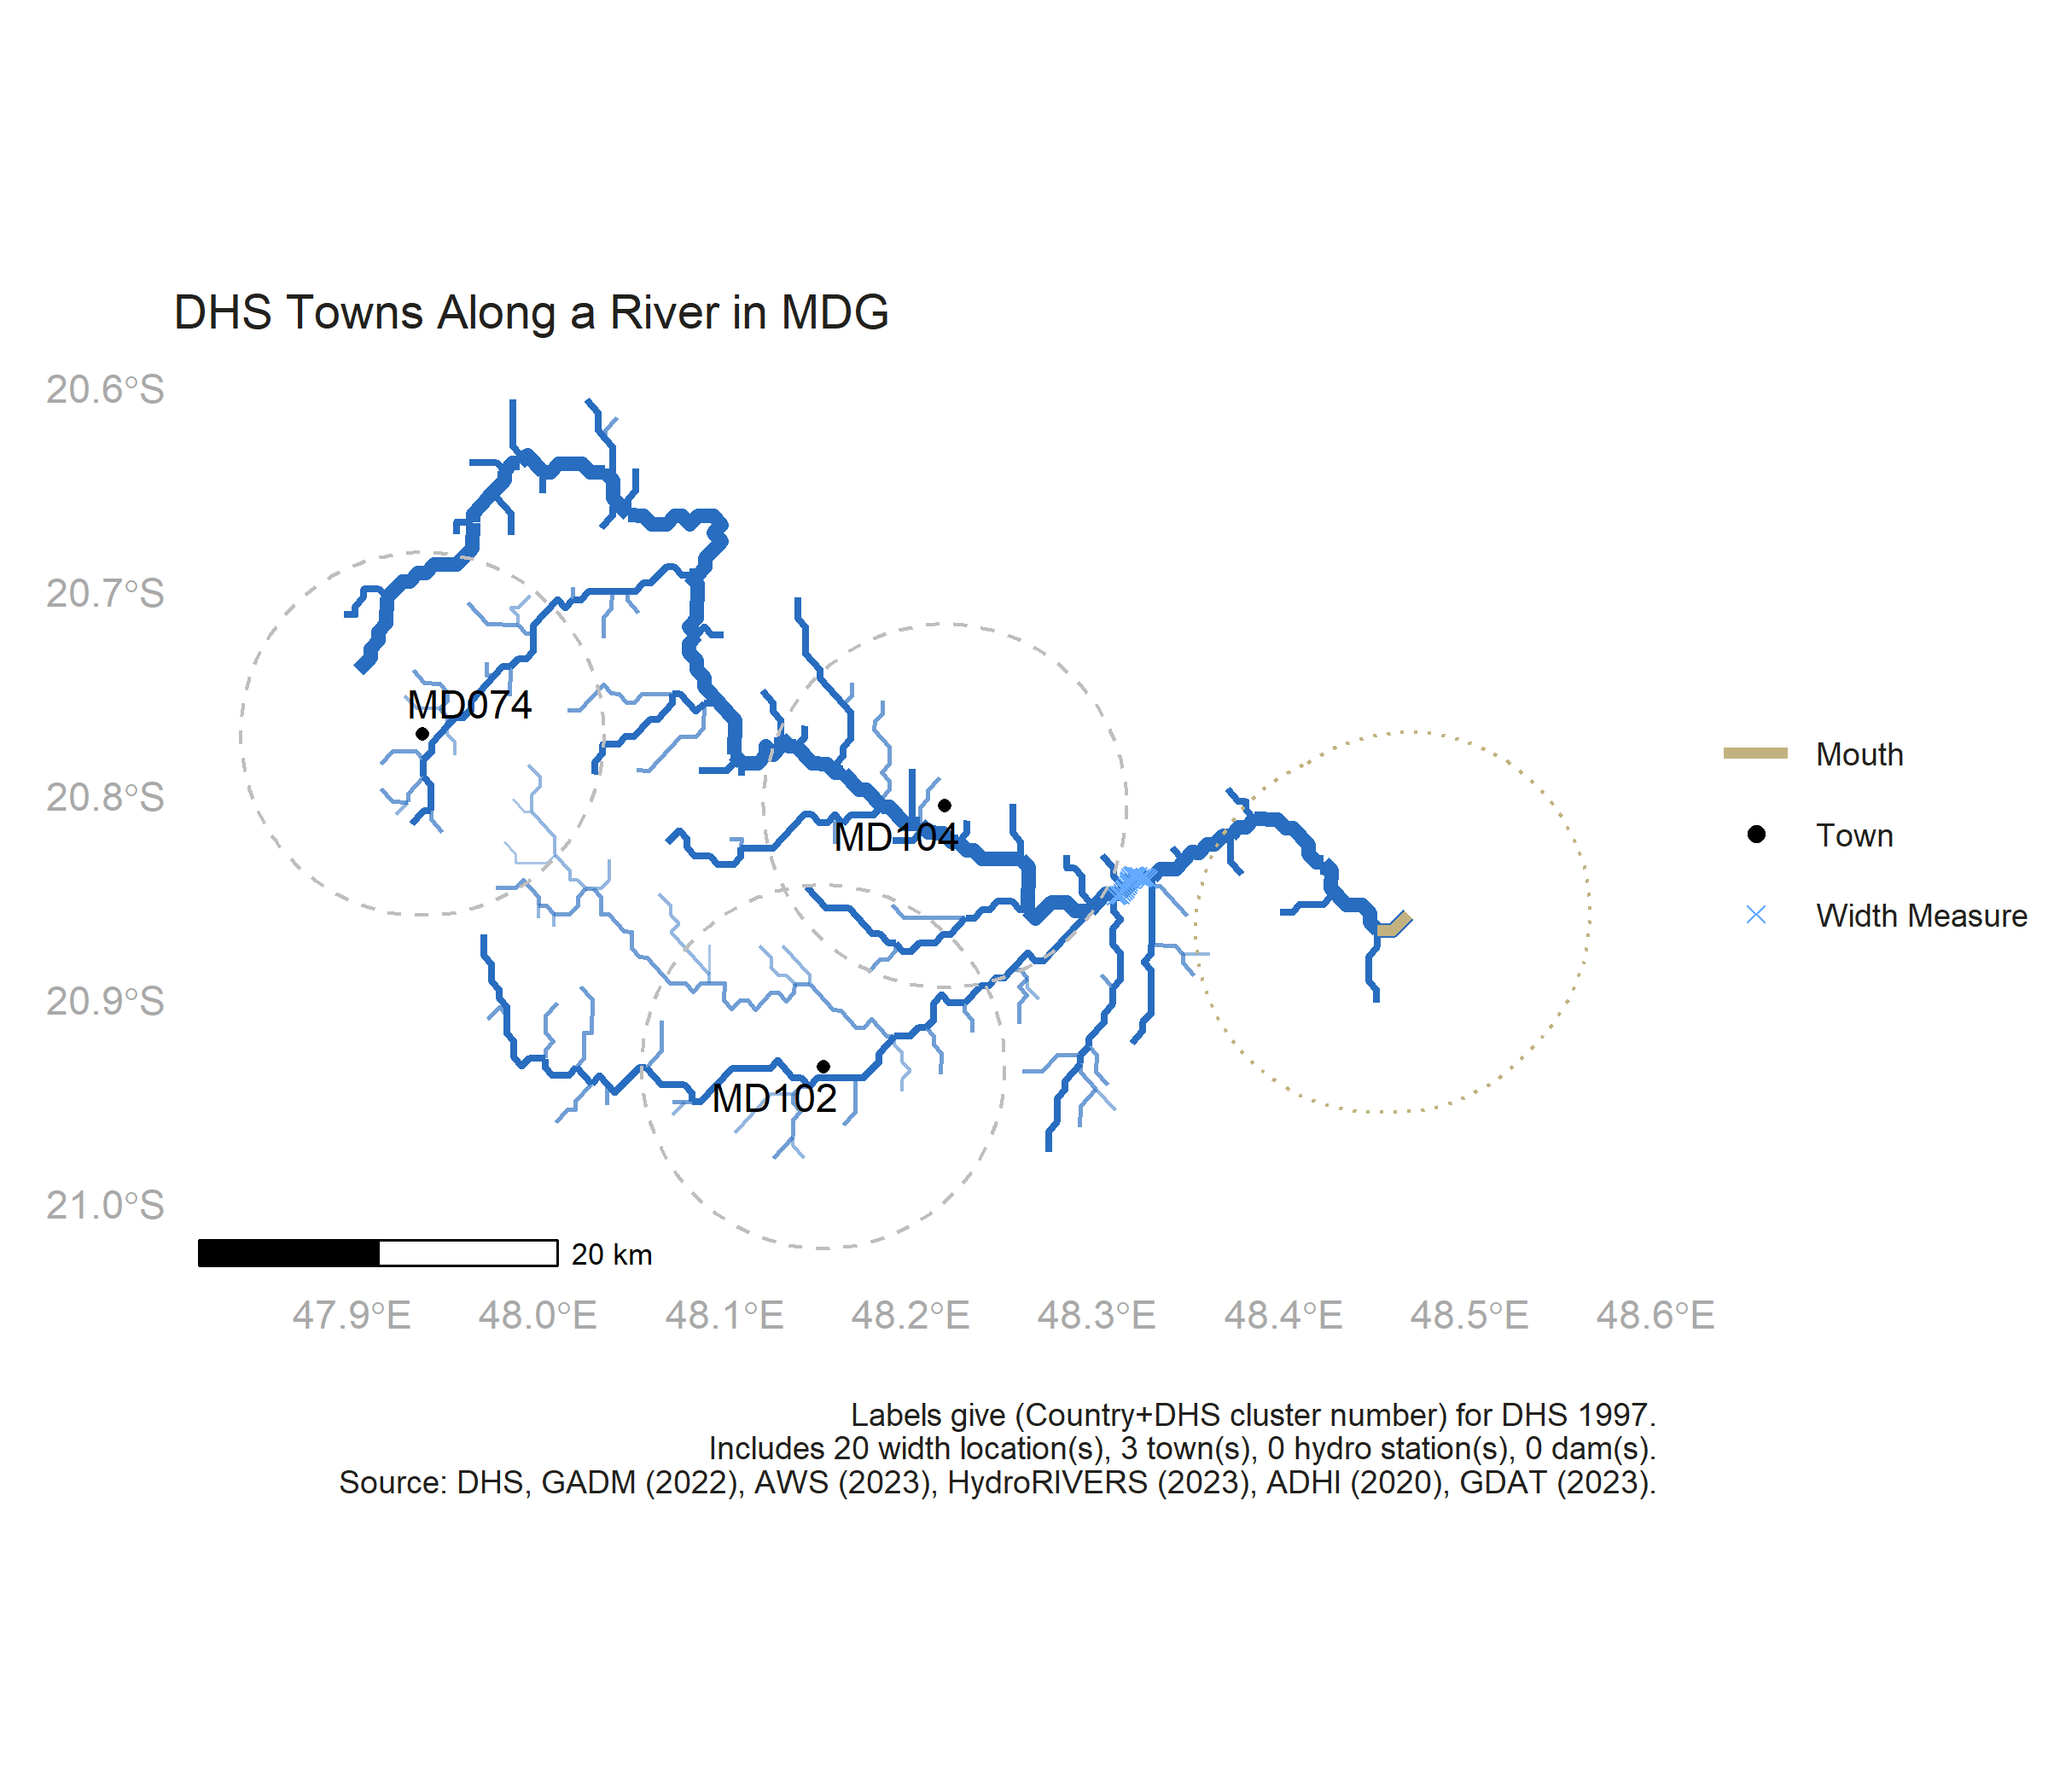 DHS Towns Along a River in MDG
20.6°S
20.7°S
20.8°S
20.9°S
21.0°S
MD074
MD104
MD102
Mouth
Town
Width Measure
20 km
47.9°E 48.0°E 48.1°E 48.2°E 48.3°E 48.4°E 48.5°E 48.6°E
Labels give (Country+DHS cluster number) for DHS 1997.
Includes 20 width location(s), 3 town(s), 0 hydro station(s), 0 dam(s).
Source: DHS, GADM (2022), AWS (2023), HydroRIVERS (2023), ADHI (2020), GDAT (2023).